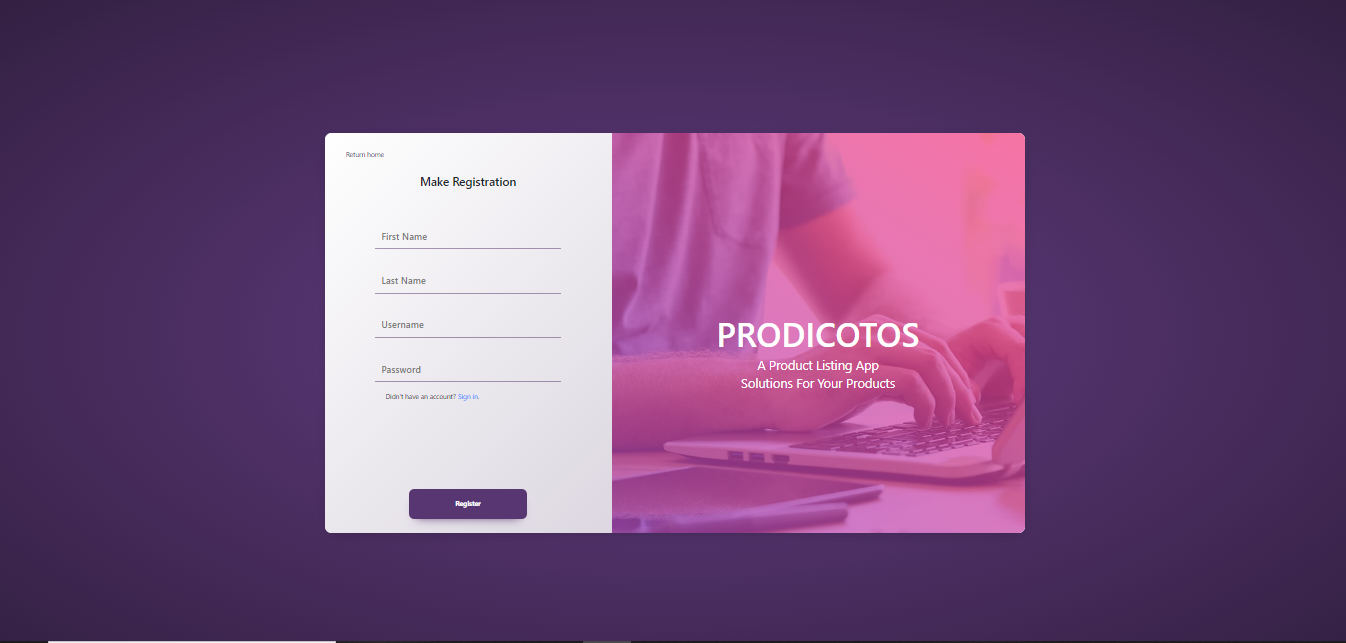 Return home
Make Registration
First Name
Last Name
Username
Password
Didn't have an account? Sign in.
Register
PRODICOTOS
A Product Listing App
Solutions For Your Products